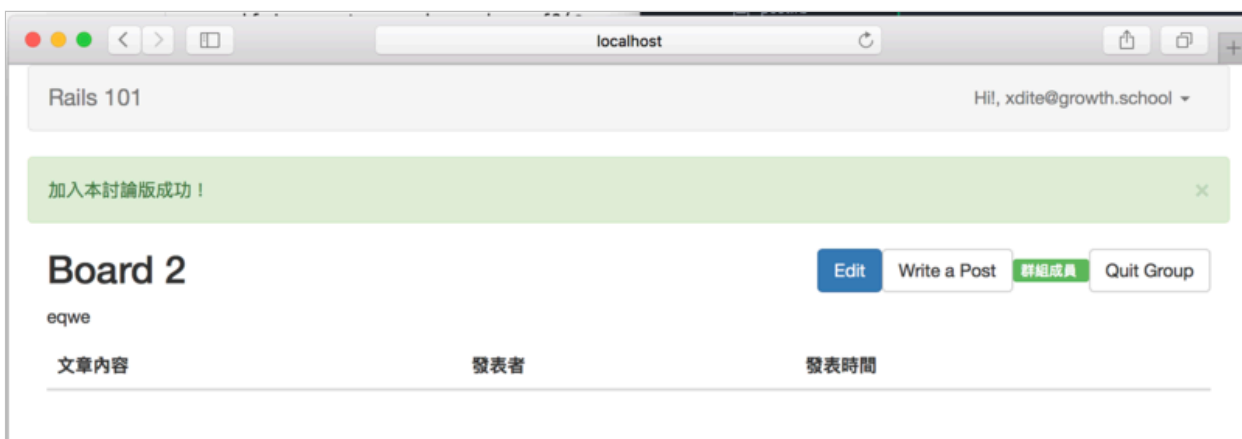 localhost
Rails 101
Hi!, xdite@growth.school
加入本討論版成功！
×
Board 2
Edit Write a Post 群組成員 Quit Group
eqwe
文章內容 發表者 發表時間